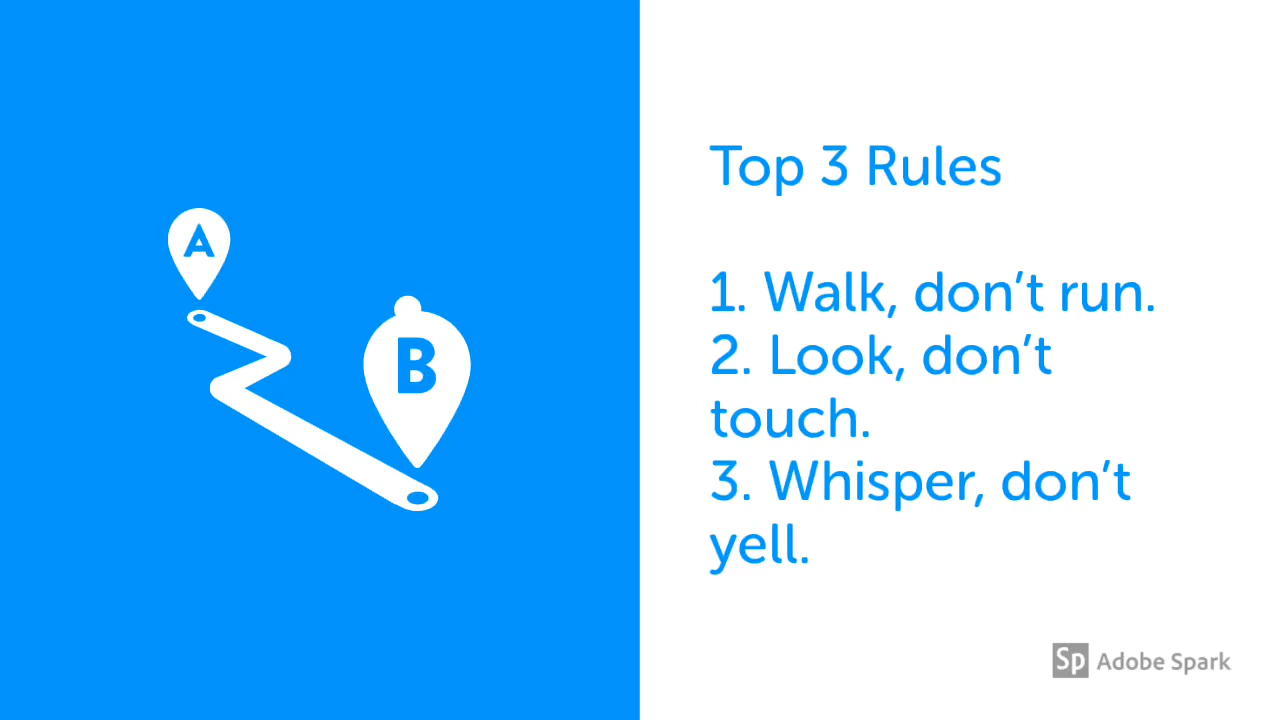 A
B
Top 3 Rules
1. Walk, don’t run.
2. Look, don’t
touch.
3. Whisper, don’t
yell.
Sp Adobe Spark